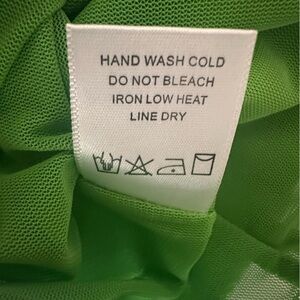 HAND WASH COLD
DO NOT BLEACH
IRON LOW HEAT
LINE DRY